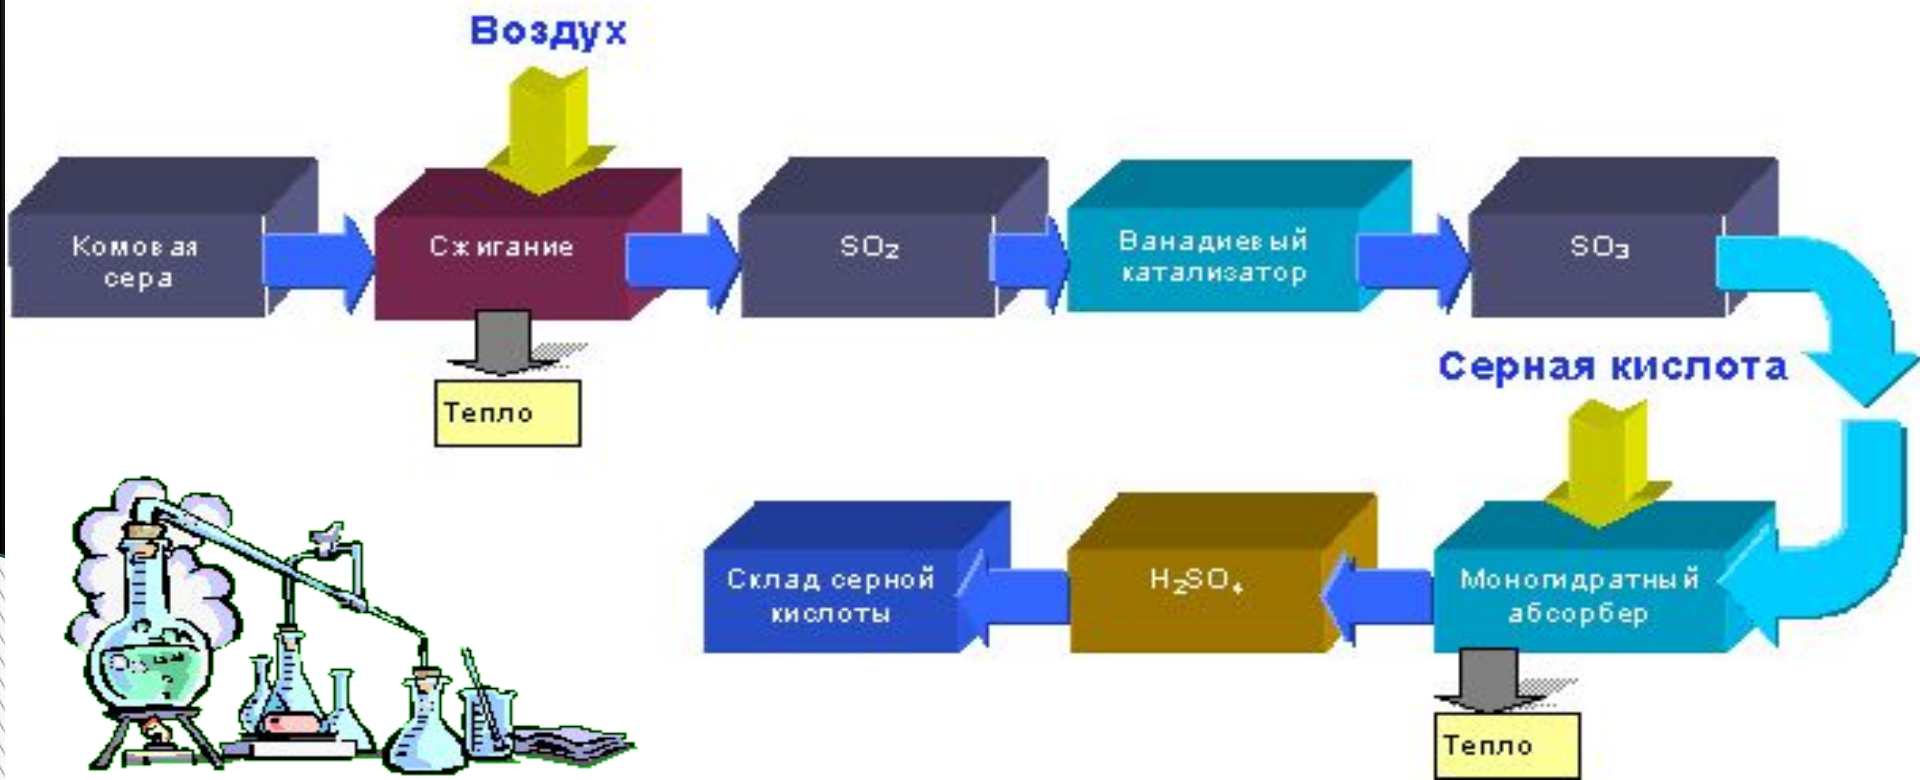 Воздух
Комовая
сера
Сжигание
SO₂
Ванадиевый
катализатор
SO₃
Тепло
Серная кислота
Склад серной
кислоты
H₂SO₄
Моногидратный
абсорбер
Тепло